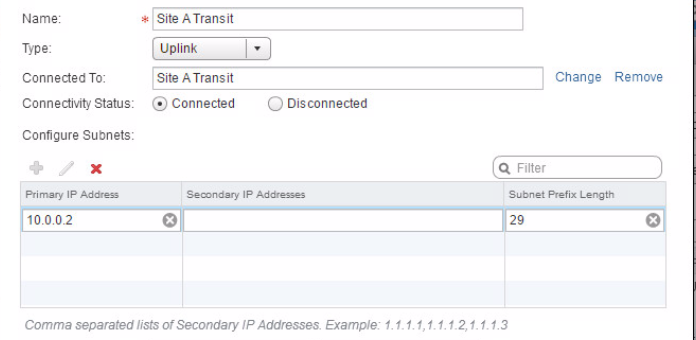 Name: * Site A Transit
Type: Uplink
Connected To: Site A Transit Change Remove
Connectivity Status: Connected Disconnected
Configure Subnets:
Filter
Primary IP Address Secondary IP Addresses Subnet Prefix Length
10.0.0.2 29
Comma separated lists of Secondary IP Addresses. Example: 1.1.1.1,1.1.1.2,1.1.1.3